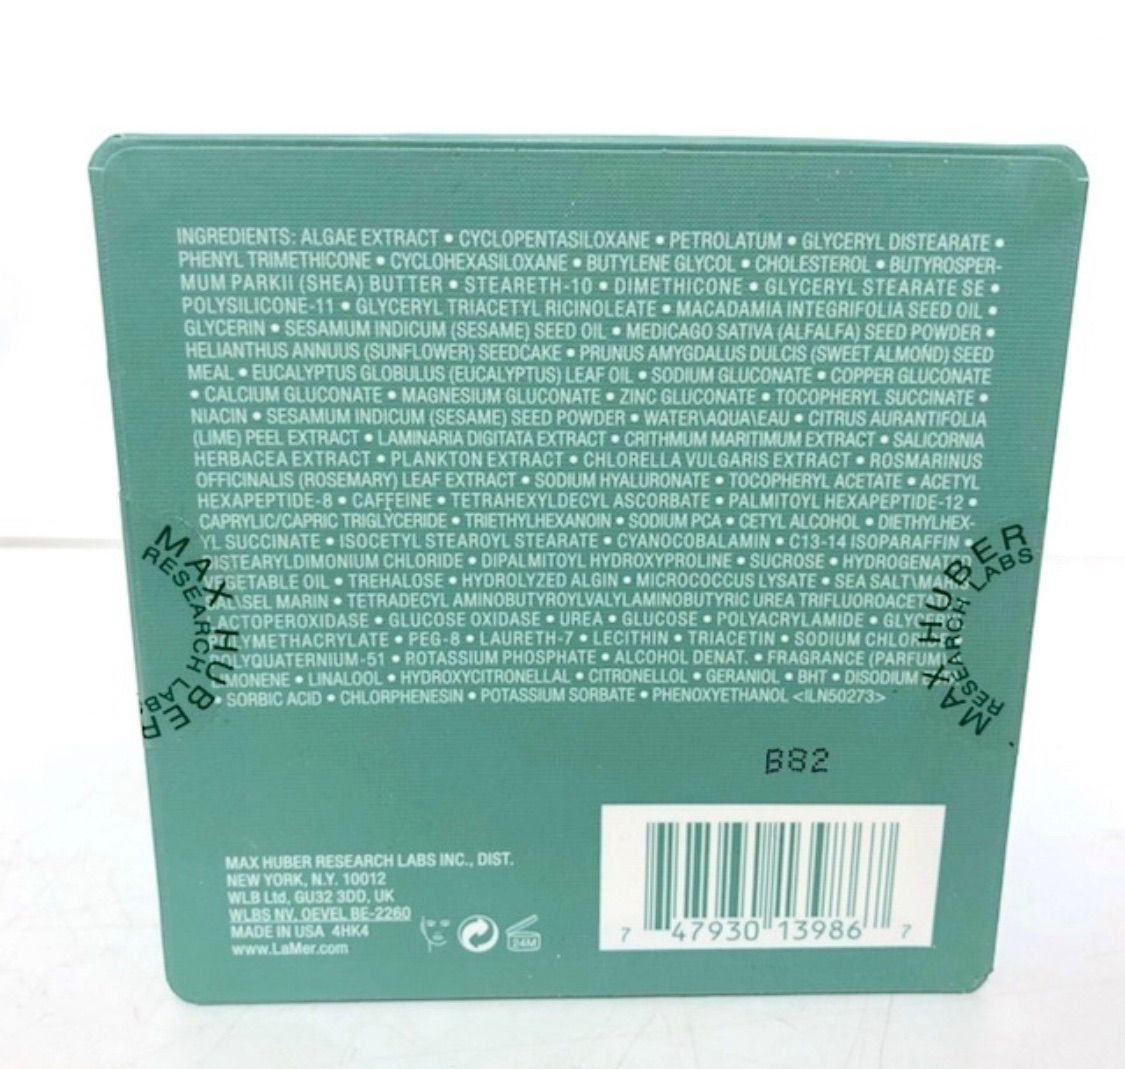 INGREDIENTS: ALGAE EXTRACT • CYCLOPENTASILOXANE • PETROLATUM • GLYCERYL DISTEARATE •
PHENYL TRIMETHICONE • CYCLOHEXASILOXANE • BUTYLENE GLYCOL • CHOLESTEROL • BUTYROSPER-
MUM PARKII (SHEA) BUTTER • STEARETH-10 • DIMETHICONE • GLYCERYL STEARATE SE •
POLYSILICONE-11 • GLYCERYL TRIACETYL RICINOLEATE • MACADAMIA INTEGRIFOLIA SEED OIL •
GLYCERIN • SESAMUM INDICUM (SESAME) SEED OIL • MEDICAGO SATIVA (ALFALFA) SEED POWDER •
HELIANTHUS ANNUUS (SUNFLOWER) SEEDCAKE • PRUNUS AMYGDALUS DULCIS (SWEET ALMOND) SEED
MEAL • EUCALYPTUS GLOBULUS (EUCALYPTUS) LEAF OIL • SODIUM GLUCONATE • COPPER GLUCONATE
• CALCIUM GLUCONATE • MAGNESIUM GLUCONATE • ZINC GLUCONATE • TOCOPHERYL SUCCINATE •
NIACIN • SESAMUM INDICUM (SESAME) SEED POWDER • WATER\AQUA\EAU • CITRUS AURANTIFOLIA
(LIME) PEEL EXTRACT • LAMINARIA DIGITATA EXTRACT • CRITHMUM MARITIMUM EXTRACT • SALICORNIA
HERBACEA EXTRACT • PLANKTON EXTRACT • CHLORELLA VULGARIS EXTRACT • ROSMARINUS
OFFICINALIS (ROSEMARY) LEAF EXTRACT • SODIUM HYALURONATE • TOCOPHERYL ACETATE • ACETYL
HEXAPEPTIDE-8 • CAFFEINE • TETRAHEXYLDECYL ASCORBATE • PALMITOYL HEXAPEPTIDE-12 •
CAPRYLIC/CAPRIC TRIGLYCERIDE • TRIETHYLHEXANOIN • SODIUM PCA • CETYL ALCOHOL • DIETHYLHEX-
YL SUCCINATE • ISOCETYL STEAROYL STEARATE • CYANOCOBALAMIN • C13-14 ISOPARAFFIN •
STEARYLDIMONIUM CHLORIDE • DIPALMITOYL HYDROXYPROLINE • SUCROSE • HYDROGENA
GETABLE OIL • TREHALOSE • HYDROLYZED ALGIN • MICROCOCCUS LYSATE • SEA SALT\MA
SAL\SEL MARIN • TETRADECYL AMINOBUTYROYLVALYLAMINOBUTYRIC UREA TRIFLUOROACETA
LACTOPEROXIDASE • GLUCOSE OXIDASE • UREA • GLUCOSE • POLYACRYLAMIDE • GLYC
YMETHACRYLATE • PEG-8 • LAURETH-7 • LECITHIN • TRIACETIN • SODIUM CHLOR
POLYQUATERNIUM-51 • POTASSIUM PHOSPHATE • ALCOHOL DENAT. • FRAGRANCE (PARFUM)
LIMONENE • LINALOOL • HYDROXYCITRONELLAL • CITRONELLOL • GERANIOL • BHT • DISODIUM
• SORBIC ACID • CHLORPHENESIN • POTASSIUM SORBATE • PHENOXYETHANOL <ILN50273>
MAX HUBER
RESEARCH LABS
MAX HUBER
RESEARCH LABS
B82
MAX HUBER RESEARCH LABS INC., DIST.
NEW YORK, N.Y. 10012
WLB Ltd, GU32 3DD, UK
WLBS NV, OEVEL BE-2260
MADE IN USA 4HK4
www.LaMer.com
24M
7 47930 13986 7